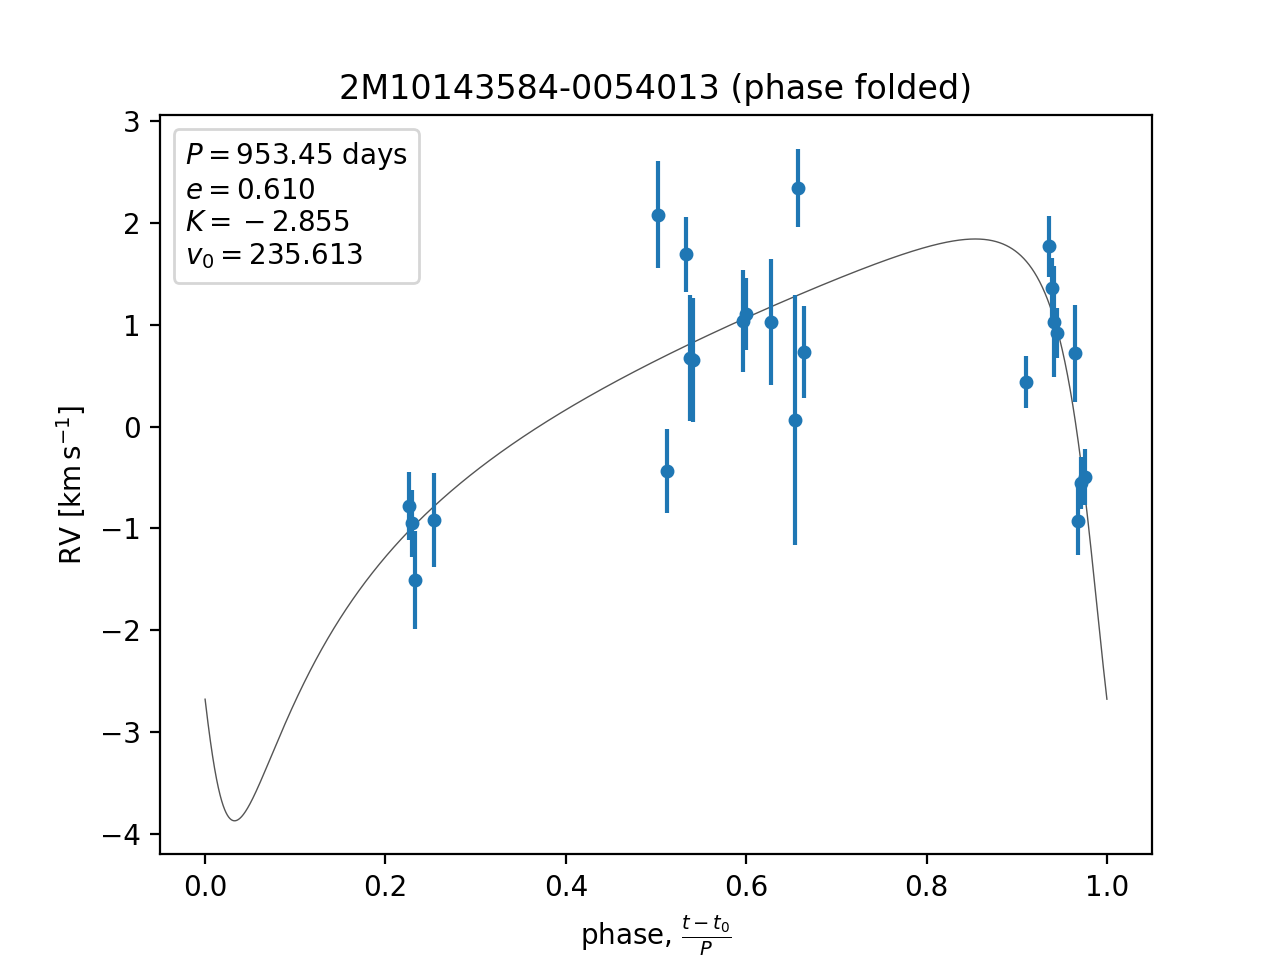 2M10143584-0054013 (phase folded)
P = 953.45 days
e = 0.610
K = −2.855
v₀ = 235.613
3
2
1
0
−1
−2
−3
−4
RV [km s⁻¹]
0.0 0.2 0.4 0.6 0.8 1.0
phase, (t − t₀)/P